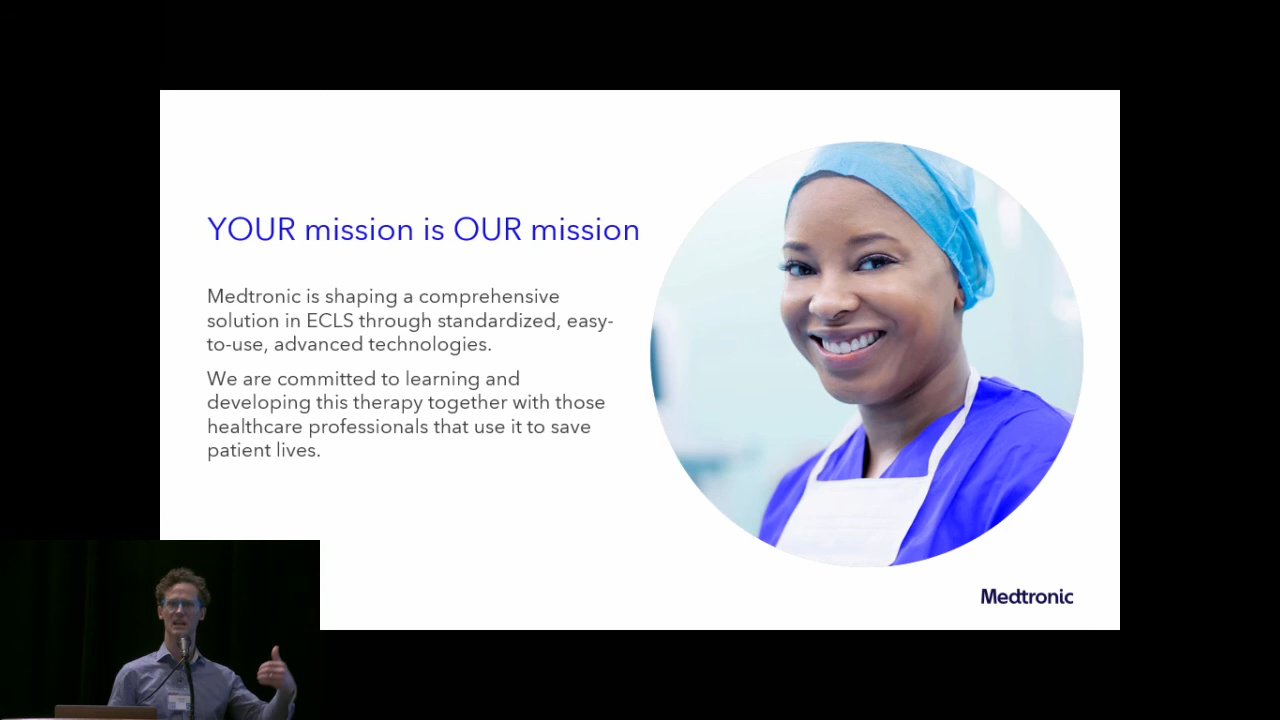 YOUR mission is OUR mission
Medtronic is shaping a comprehensive
solution in ECLS through standardized, easy-
to-use, advanced technologies.
We are committed to learning and
developing this therapy together with those
healthcare professionals that use it to save
patient lives.
Medtronic